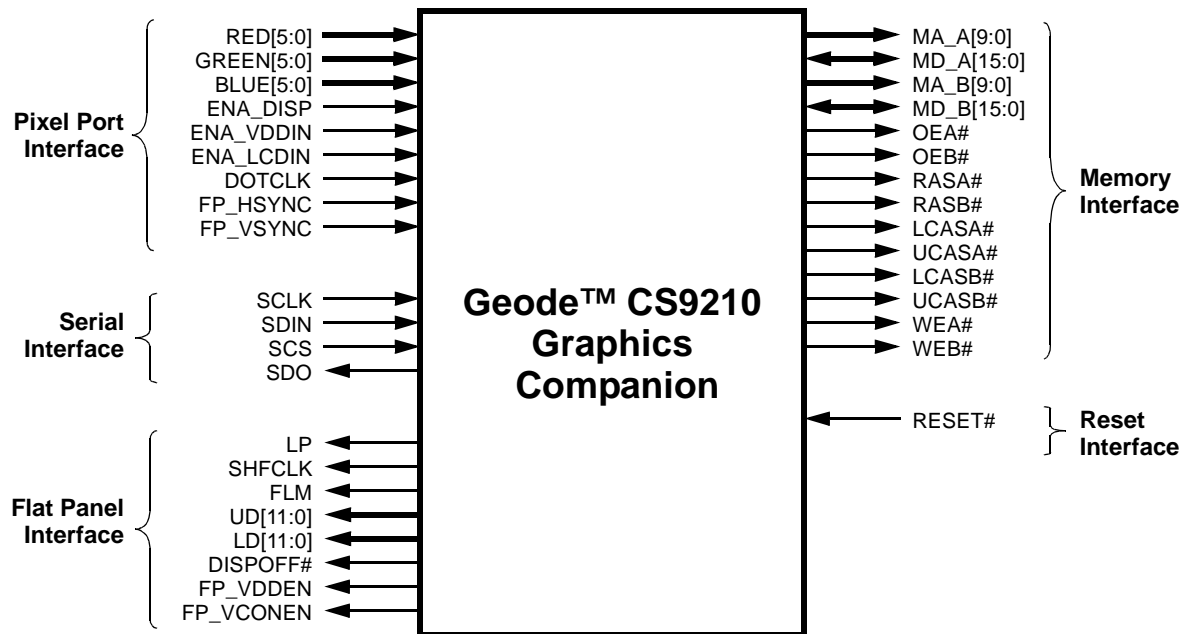 Pixel Port
Interface
RED[5:0]
GREEN[5:0]
BLUE[5:0]
ENA_DISP
ENA_VDDIN
ENA_LCDIN
DOTCLK
FP_HSYNC
FP_VSYNC
Serial
Interface
SCLK
SDIN
SCS
SDO
Flat Panel
Interface
LP
SHFCLK
FLM
UD[11:0]
LD[11:0]
DISPOFF#
FP_VDDEN
FP_VCONEN
Geode™ CS9210
Graphics
Companion
MA_A[9:0]
MD_A[15:0]
MA_B[9:0]
MD_B[15:0]
OEA#
OEB#
RASA#
RASB#
LCASA#
UCASA#
LCASB#
UCASB#
WEA#
WEB#
Memory
Interface
RESET#
Reset
Interface